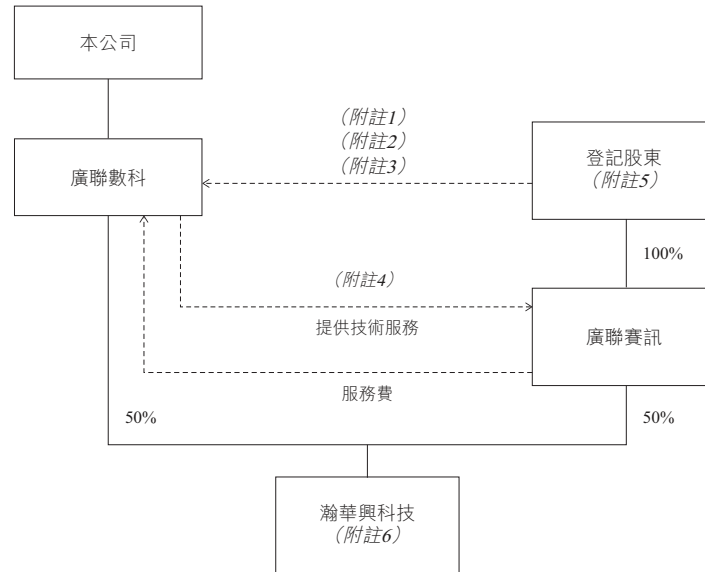 本公司
廣聯數科
（附註1）
（附註2）
（附註3）
登記股東
（附註5）
100%
（附註4）
提供技術服務
廣聯賽訊
服務費
50%
50%
瀚華興科技
（附註6）